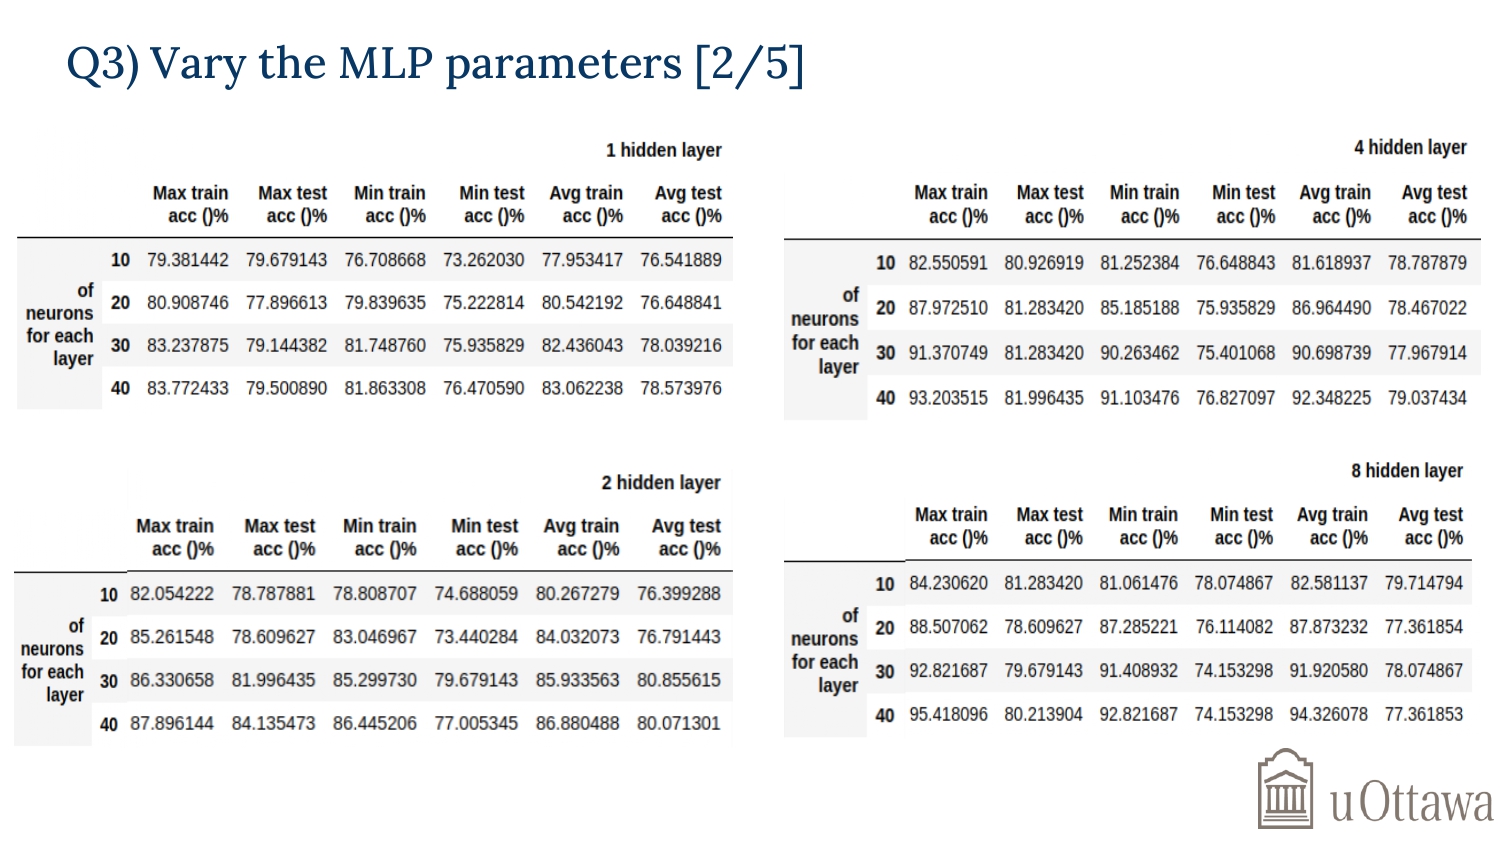 Q3) Vary the MLP parameters [2/5]
1 hidden layer
Max train acc ()% Max test acc ()% Min train acc ()% Min test acc ()% Avg train acc ()% Avg test acc ()%
of neurons for each layer
10 79.381442 79.679143 76.708668 73.262030 77.953417 76.541889
20 80.908746 77.896613 79.839635 75.222814 80.542192 76.648841
30 83.237875 79.144382 81.748760 75.935829 82.436043 78.039216
40 83.772433 79.500890 81.863308 76.470590 83.062238 78.573976
2 hidden layer
Max train acc ()% Max test acc ()% Min train acc ()% Min test acc ()% Avg train acc ()% Avg test acc ()%
of neurons for each layer
10 82.054222 78.787881 78.808707 74.688059 80.267279 76.399288
20 85.261548 78.609627 83.046967 73.440284 84.032073 76.791443
30 86.330658 81.996435 85.299730 79.679143 85.933563 80.855615
40 87.896144 84.135473 86.445206 77.005345 86.880488 80.071301
4 hidden layer
Max train acc ()% Max test acc ()% Min train acc ()% Min test acc ()% Avg train acc ()% Avg test acc ()%
of neurons for each layer
10 82.550591 80.926919 81.252384 76.648843 81.618937 78.787879
20 87.972510 81.283420 85.185188 75.935829 86.964490 78.467022
30 91.370749 81.283420 90.263462 75.401068 90.698739 77.967914
40 93.203515 81.996435 91.103476 76.827097 92.348225 79.037434
8 hidden layer
Max train acc ()% Max test acc ()% Min train acc ()% Min test acc ()% Avg train acc ()% Avg test acc ()%
of neurons for each layer
10 84.230620 81.283420 81.061476 78.074867 82.581137 79.714794
20 88.507062 78.609627 87.285221 76.114082 87.873232 77.361854
30 92.821687 79.679143 91.408932 74.153298 91.920580 78.074867
40 95.418096 80.213904 92.821687 74.153298 94.326078 77.361853
uOttawa